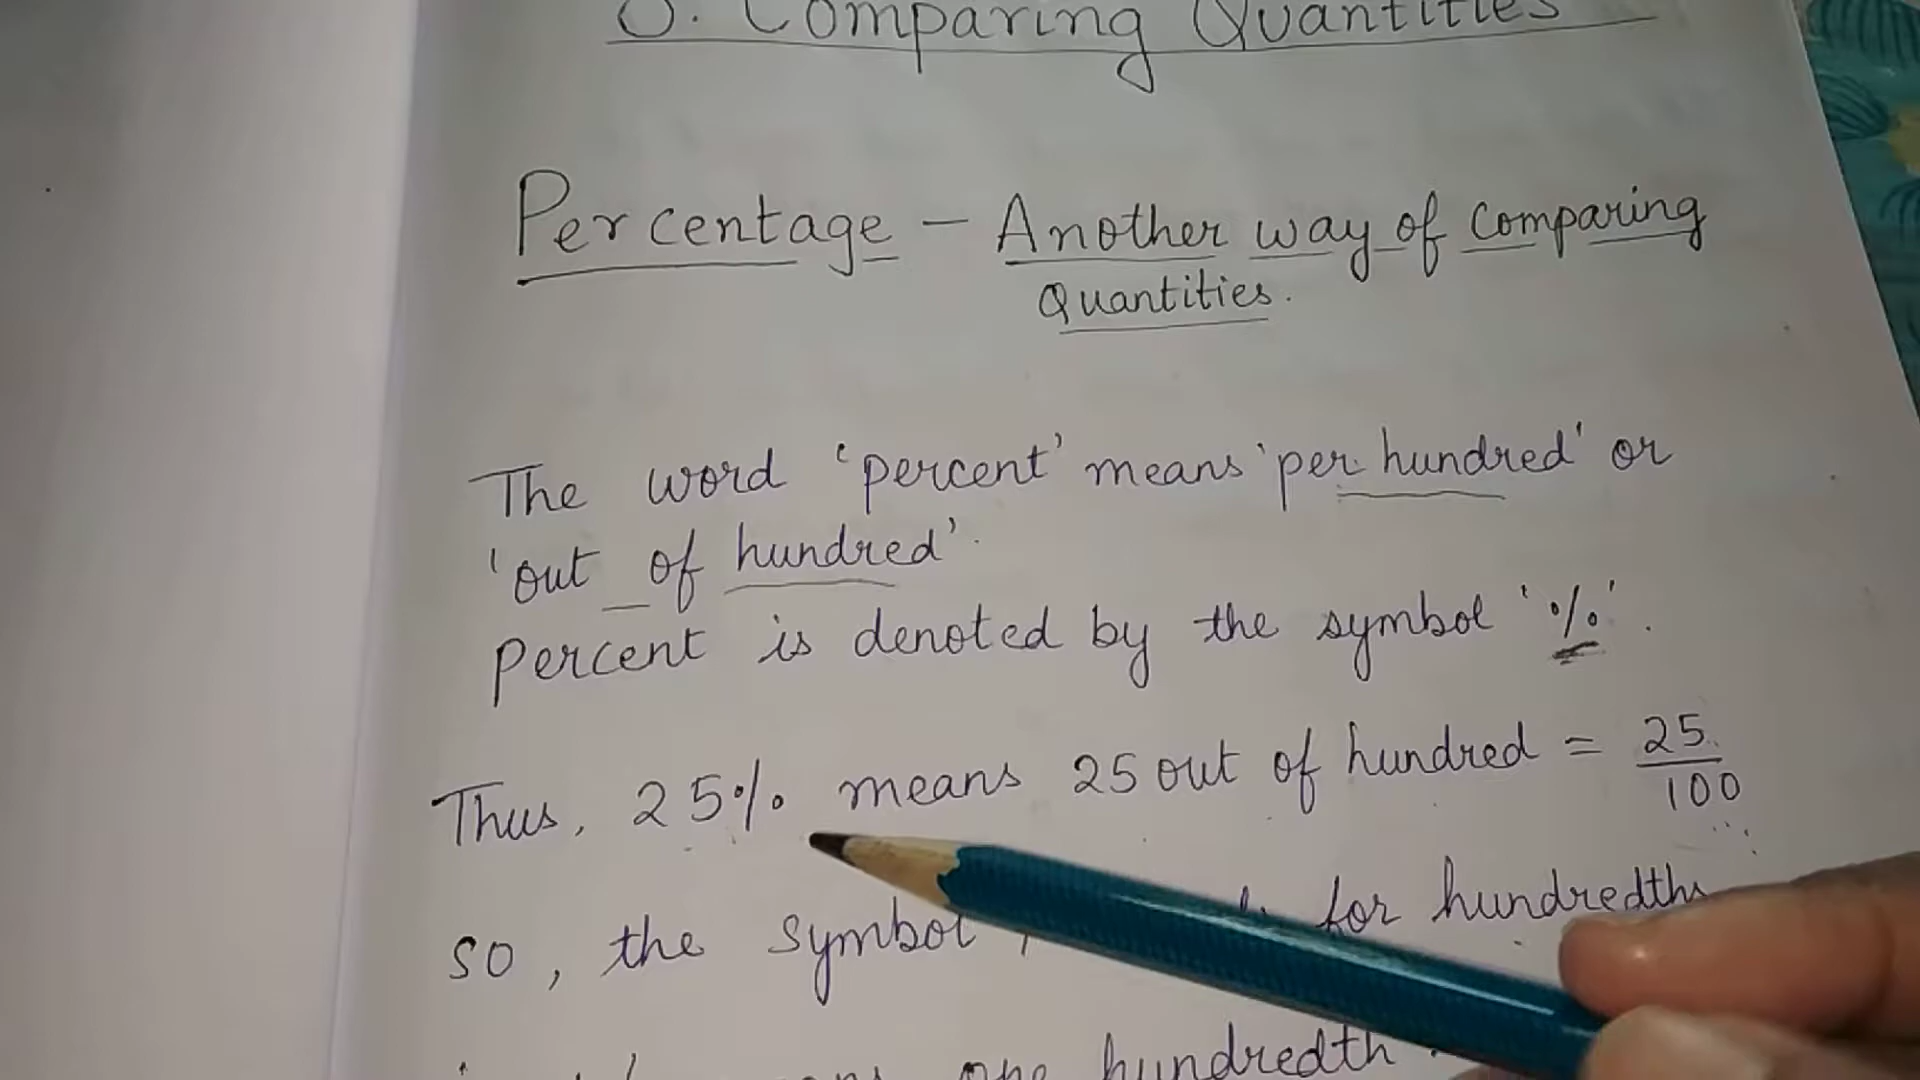 Comparing Quantities
Percentage - Another way of comparing
Quantities.
The word 'percent' means 'per hundred' or
'out of hundred'.
Percent is denoted by the symbol '%'.
Thus, 25% means 25 out of hundred = 25/100
so, the symbol for hundredths
one hundredth